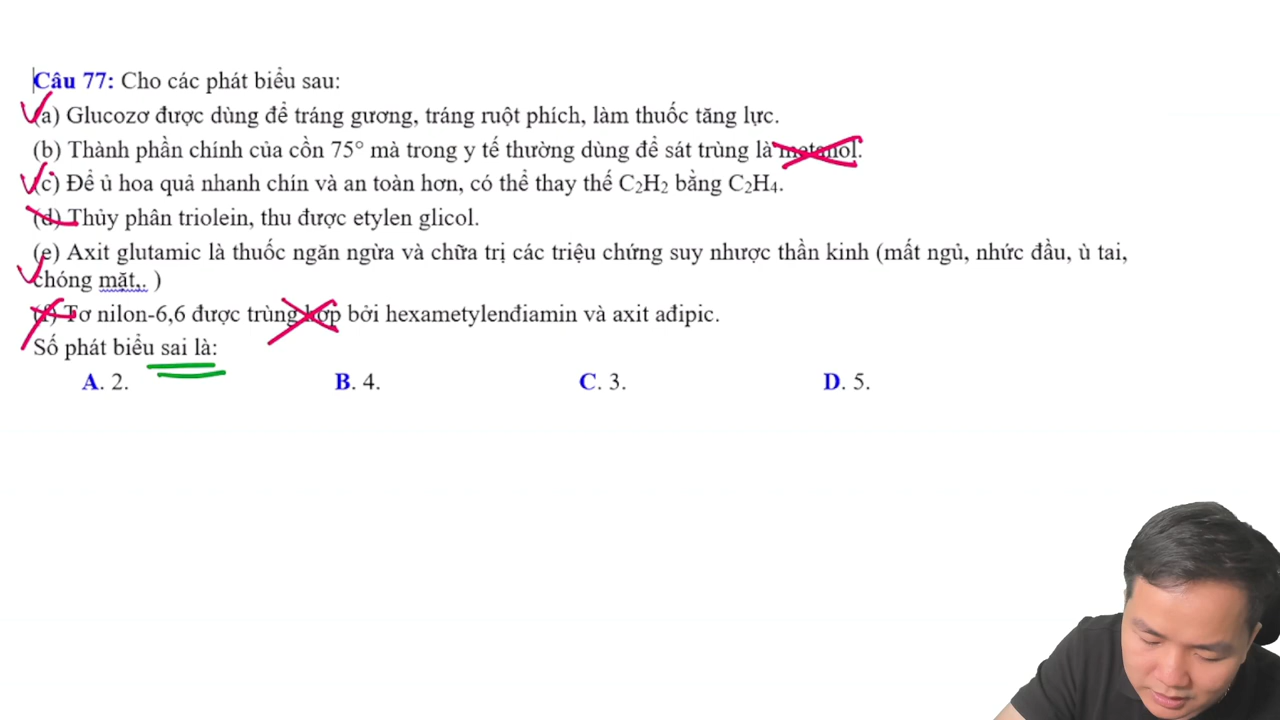 Câu 77: Cho các phát biểu sau:
(a) Glucozơ được dùng để tráng gương, tráng ruột phích, làm thuốc tăng lực.
(b) Thành phần chính của cồn 75° mà trong y tế thường dùng để sát trùng là metanol.
(c) Để ủ hoa quả nhanh chín và an toàn hơn, có thể thay thế C₂H₂ bằng C₂H₄.
(d) Thủy phân triolein, thu được etylen glicol.
(e) Axit glutamic là thuốc ngăn ngừa và chữa trị các triệu chứng suy nhược thần kinh (mất ngủ, nhức đầu, ù tai,
chóng mặt,. )
(f) Tơ nilon-6,6 được trùng hợp bởi hexametylenđiamin và axit ađipic.
Số phát biểu sai là:
A. 2. B. 4. C. 3. D. 5.